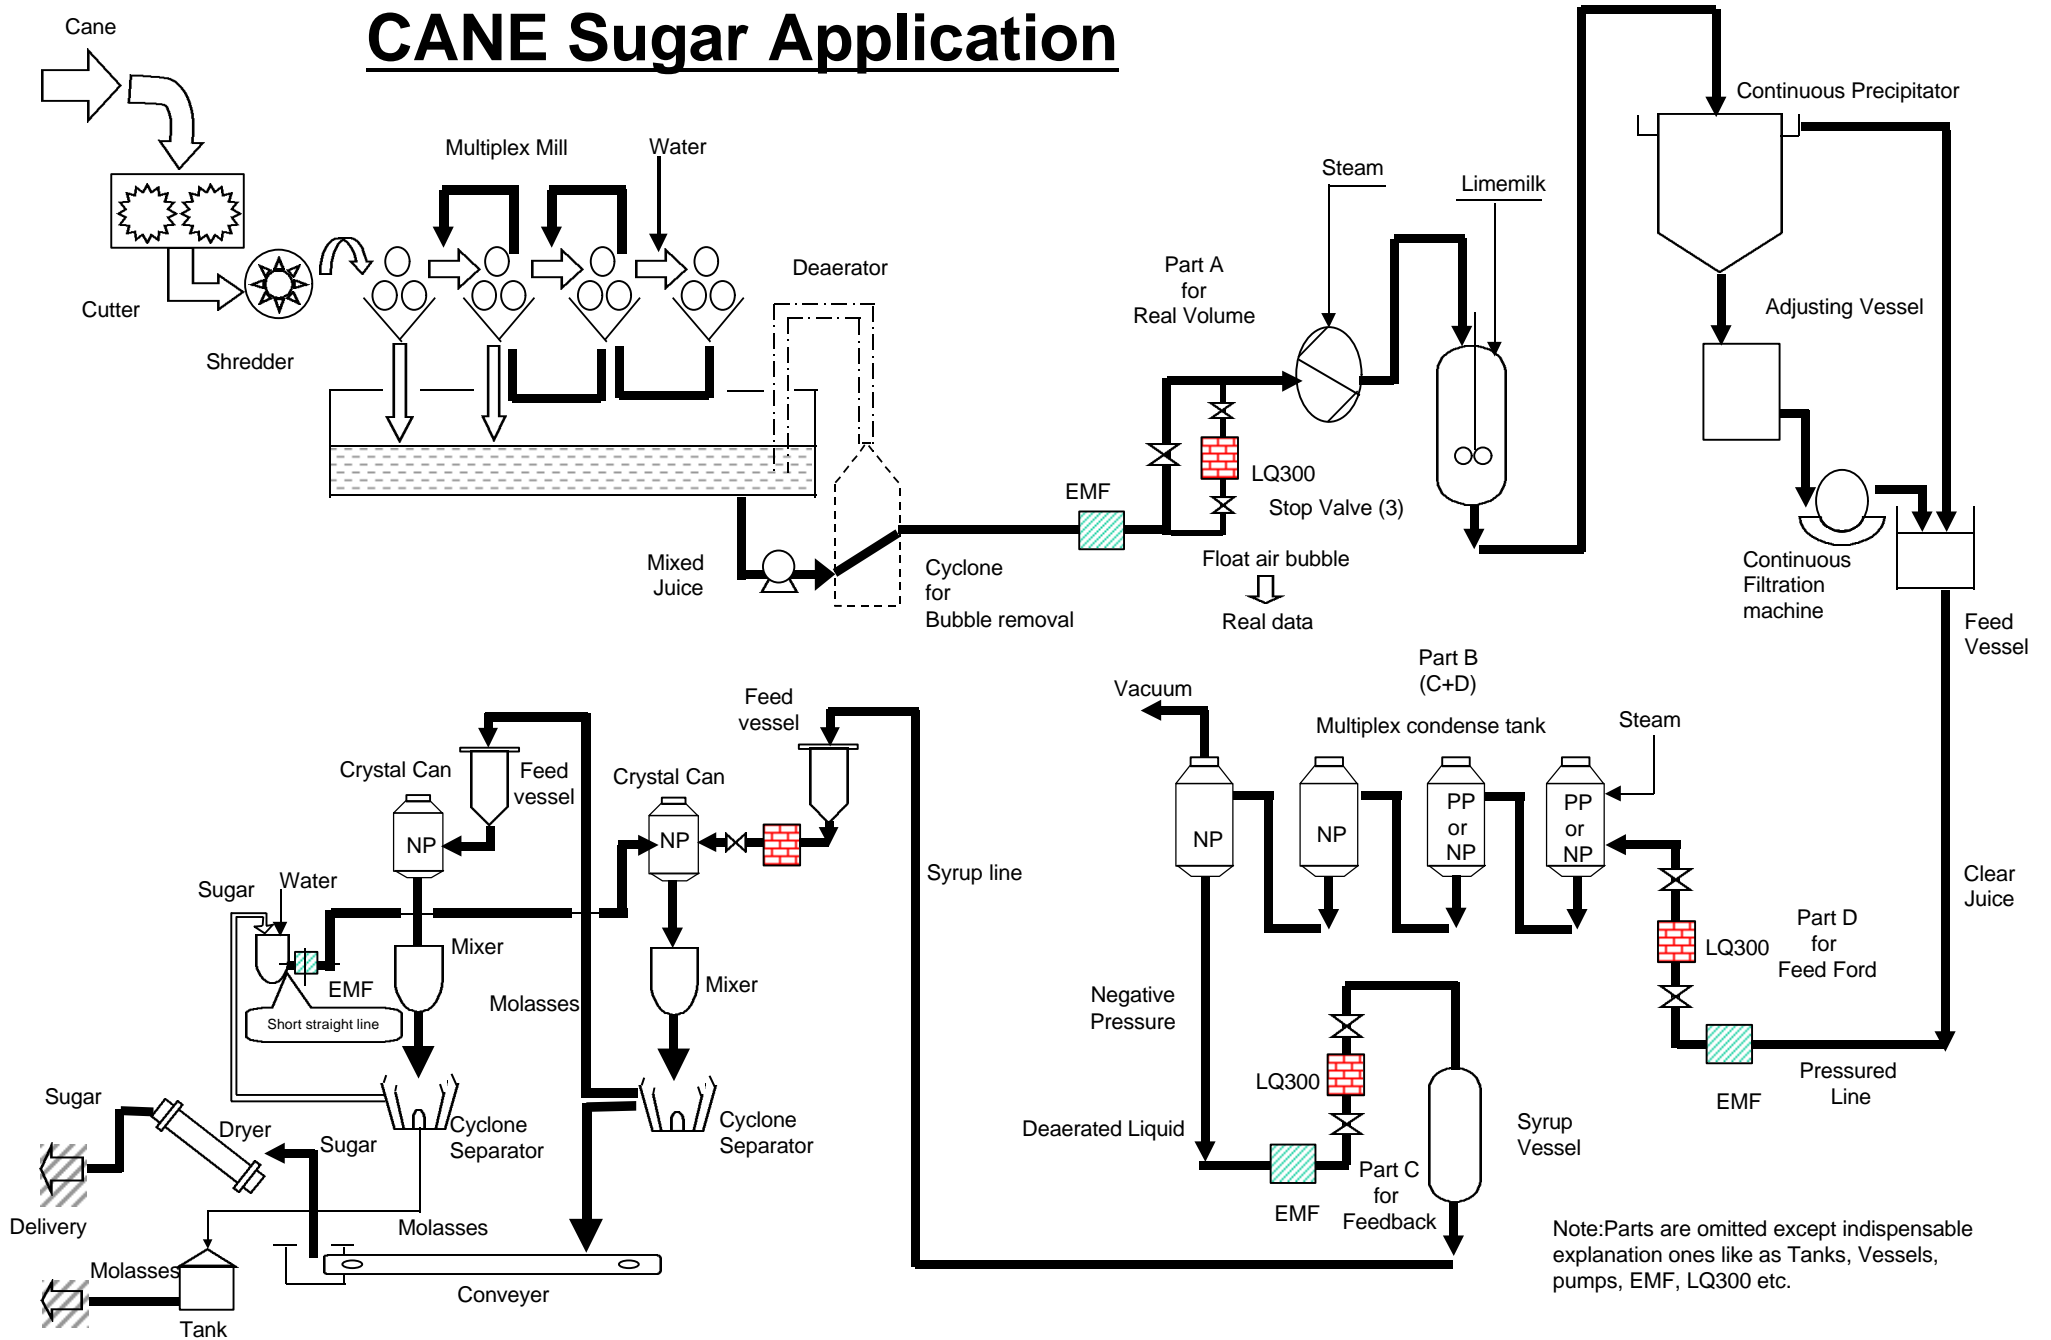 CANE Sugar Application
Cane
Continuous Precipitator
Multiplex Mill
Water
Steam
Limemilk
Deaerator
Part A
for
Real Volume
Adjusting Vessel
Cutter
Shredder
LQ300
EMF
Stop Valve (3)
Mixed
Juice
Cyclone
for
Bubble removal
Float air bubble
Real data
Continuous
Filtration
machine
Feed
Vessel
Part B
(C+D)
Vacuum
Multiplex condense tank
Steam
Feed
vessel
Crystal Can
Feed
vessel
Crystal Can
NP
NP
NP
NP
PP
or
NP
PP
or
NP
Syrup line
Clear
Juice
Sugar
Water
Mixer
EMF
Short straight line
Molasses
Mixer
Negative
Pressure
LQ300
Part D
for
Feed Ford
LQ300
Pressured
Line
EMF
Sugar
Dryer
Sugar
Cyclone
Separator
Cyclone
Separator
Deaerated Liquid
Syrup
Vessel
Part C
for
Feedback
EMF
Delivery
Molasses
Molasses
Tank
Conveyer
Note:Parts are omitted except indispensable
explanation ones like as Tanks, Vessels,
pumps, EMF, LQ300 etc.